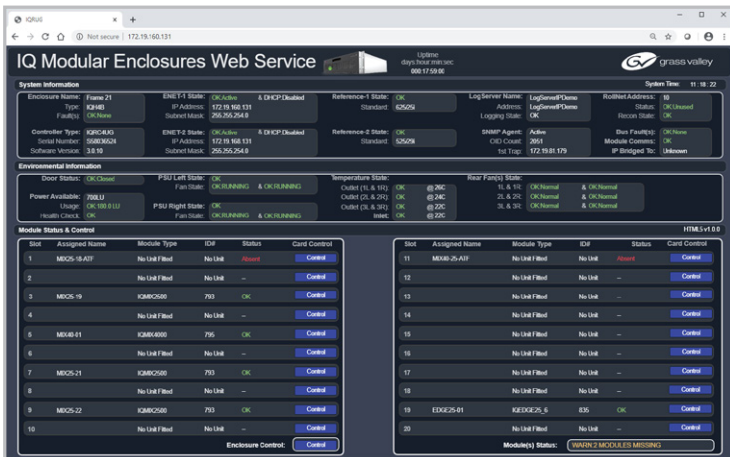 IQRUG
Not secure | 172.19.160.131
IQ Modular Enclosures Web Service
Uptime
days:hour:min:sec
000:17:59:00
GV grass valley
System Information
System Time: 11 : 18 : 22
Enclosure Name: Frame 21 ENET-1 State: OK:Active & DHCP:Disabled Reference-1 State: OK LogServer Name: LogServerIPDemo RollNet Address: 10
Type: IQH4B IP Address: 172.19.160.131 Standard: 625/25i Address: LogServerIPDemo Status: OK:Unused
Fault(s): OK:None Subnet Mask: 255.255.254.0 Logging State: OK Recon State: OK
Controller Type: IQRC4UG ENET-2 State: OK:Active & DHCP:Disabled Reference-2 State: OK SNMP Agent: Active Bus Fault(s): OK:None
Serial Number: S58036524 IP Address: 172.19.160.131 Standard: 525/29i OID Count: 2051 Module Comms: OK
Software Version: 3.0.10 Subnet Mask: 255.255.254.0 1st Trap: 172.19.81.179 IP Bridged To: Unknown
Environmental Information
Door Status: OK:Closed PSU Left State: OK Temperature State: Rear Fan(s) State:
Fan State: OK:RUNNING & OK:RUNNING Outlet (1L & 1R): OK @ 26C 1L & 1R: OK:Normal & OK:Normal
Power Available: 700LU Outlet (2L & 2R): OK @ 24C 2L & 2R: OK:Normal & OK:Normal
Usage: OK:180.0 LU PSU Right State: OK Outlet (3L & 3R): OK @ 22C 3L & 3R: OK:Normal & OK:Normal
Health Check: OK Fan State: OK:RUNNING & OK:RUNNING Inlet: OK @ 22C
Module Status & Control
HTML5 v1.0.0
Slot Assigned Name Module Type ID# Status Card Control
1 MIX25-18-ATF No Unit Fitted No Unit Absent Control
2 No Unit Fitted No Unit -- Control
3 MIX25-19 IQMIX2500 793 OK Control
4 No Unit Fitted No Unit -- Control
5 MIX40-01 IQMIX4000 795 OK Control
6 No Unit Fitted No Unit -- Control
7 MIX25-21 IQMIX2500 793 OK Control
8 No Unit Fitted No Unit -- Control
9 MIX25-22 IQMIX2500 793 OK Control
10 No Unit Fitted No Unit -- Control
Enclosure Control: Control
Slot Assigned Name Module Type ID# Status Card Control
11 MIX40-25-ATF No Unit Fitted No Unit Absent Control
12 No Unit Fitted No Unit -- Control
13 No Unit Fitted No Unit -- Control
14 No Unit Fitted No Unit -- Control
15 No Unit Fitted No Unit -- Control
16 No Unit Fitted No Unit -- Control
17 No Unit Fitted No Unit -- Control
18 No Unit Fitted No Unit -- Control
19 EDGE25-01 IQEDGE25_6 835 OK Control
20 No Unit Fitted No Unit -- Control
Module(s) Status: WARN:2 MODULES MISSING